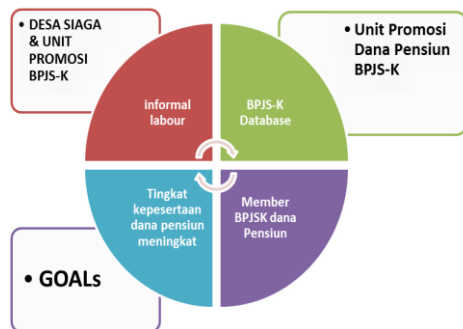 • DESA SIAGA
& UNIT
PROMOSI
BPJS-K
• Unit Promosi
Dana Pensiun
BPJS-K
informal
labour
BPJS-K
Database
Tingkat
kepesertaan
dana pensiun
meningkat
Member
BPJSK dana
Pensiun
• GOALs